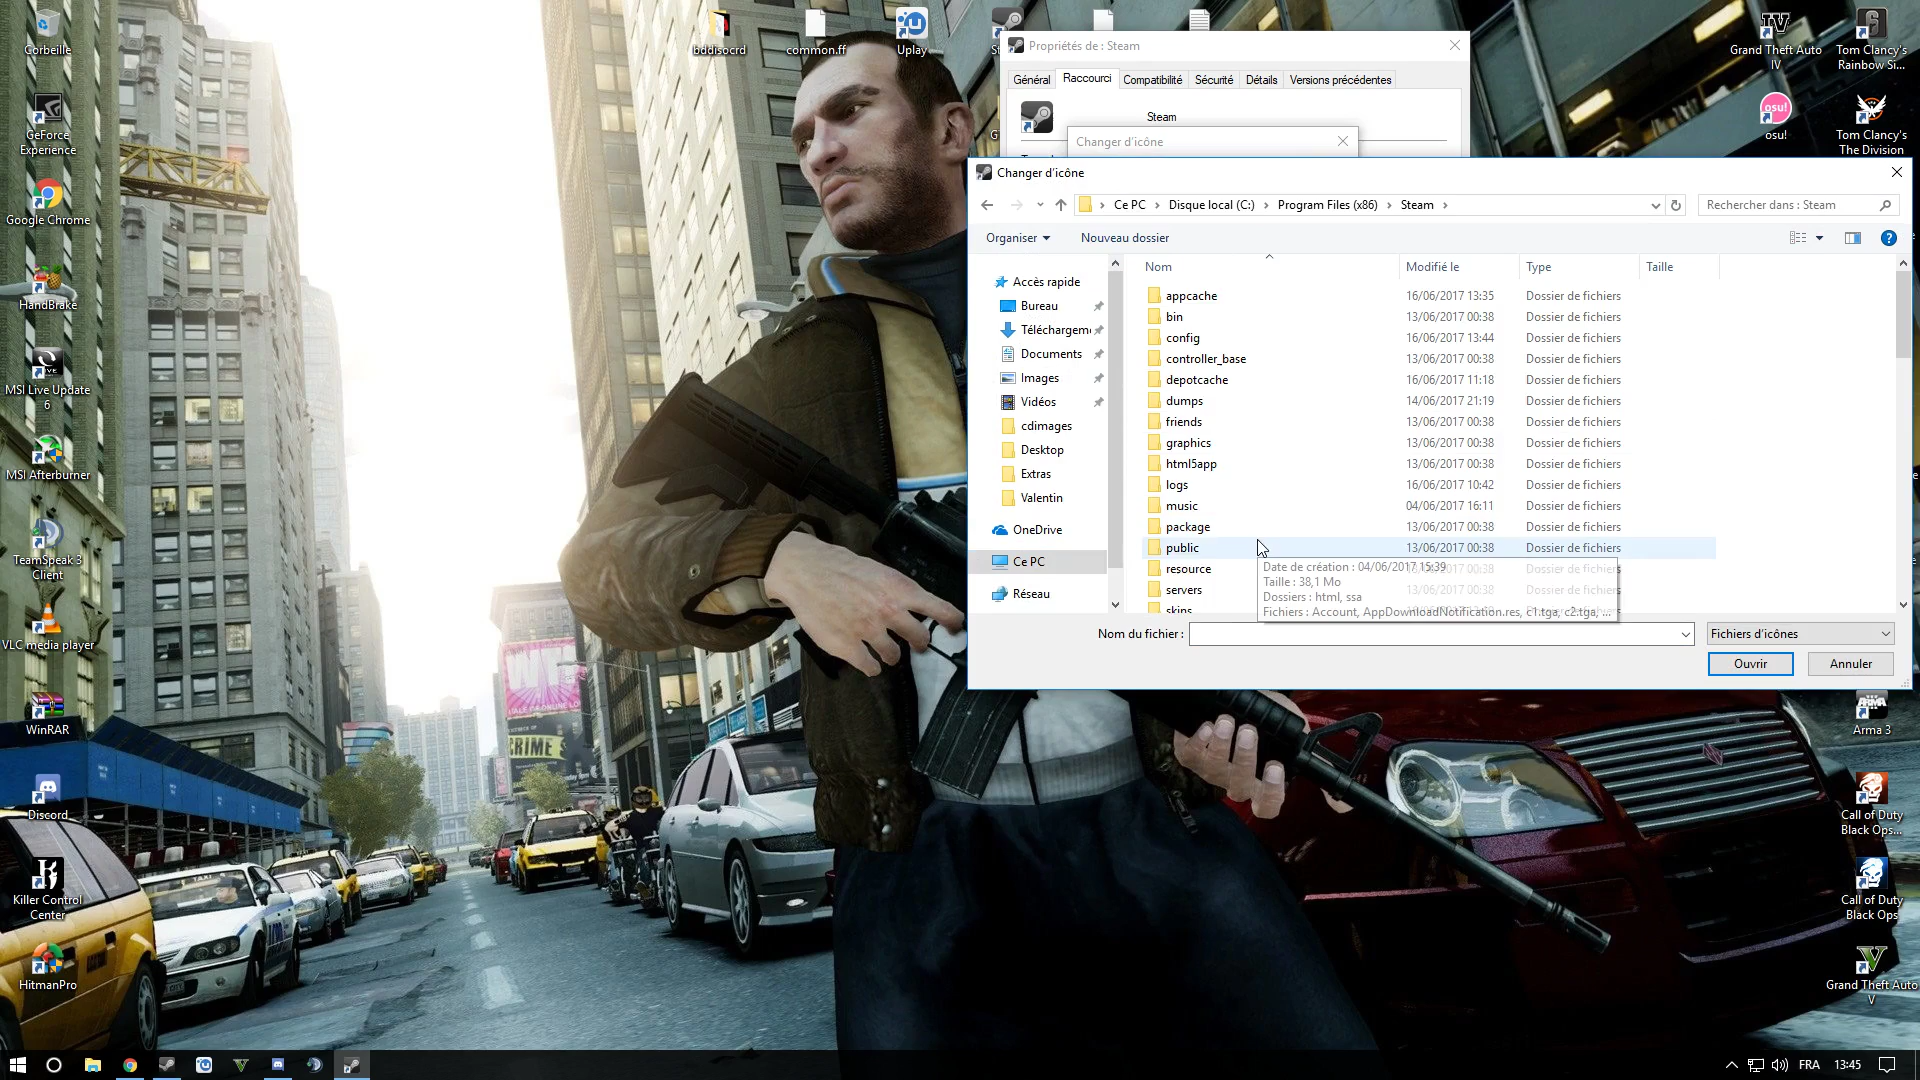 Corbeille
GeForce
Experience
Google Chrome
HandBrake
MSI Live Update
6
MSI Afterburner
TeamSpeak 3
Client
VLC media player
WinRAR
Discord
Killer Control
Center
HitmanPro
bddisocrd
common.ff
Uplay
Grand Theft Auto
IV
Tom Clancy's
Rainbow Si...
osu!
osu!
Tom Clancy's
The Division
Propriétés de : Steam
Général
Raccourci
Compatibilité
Sécurité
Détails
Versions précédentes
Steam
Changer d'icône
Changer d'icône
Ce PC
Disque local (C:)
Program Files (x86)
Steam
Rechercher dans : Steam
Organiser
Nouveau dossier
Accès rapide
Bureau
Téléchargem
Documents
Images
Vidéos
cdimages
Desktop
Extras
Valentin
OneDrive
Ce PC
Réseau
Nom Modifié le Type Taille
appcache 16/06/2017 13:35 Dossier de fichiers
bin 13/06/2017 00:38 Dossier de fichiers
config 16/06/2017 13:44 Dossier de fichiers
controller_base 13/06/2017 00:38 Dossier de fichiers
depotcache 16/06/2017 11:18 Dossier de fichiers
dumps 14/06/2017 21:19 Dossier de fichiers
friends 13/06/2017 00:38 Dossier de fichiers
graphics 13/06/2017 00:38 Dossier de fichiers
html5app 13/06/2017 00:38 Dossier de fichiers
logs 16/06/2017 10:42 Dossier de fichiers
music 04/06/2017 16:11 Dossier de fichiers
package 13/06/2017 00:38 Dossier de fichiers
public 13/06/2017 00:38 Dossier de fichiers
resource
servers
skins
Date de création : 04/06/2017 15:39
Taille : 38,1 Mo
Dossiers : html, ssa
Fichiers : Account, AppDownloadNotification.res, c1.tga, c2.tga, ...
Nom du fichier :
Fichiers d'icônes
Ouvrir
Annuler
Arma 3
Call of Duty
Black Ops...
Call of Duty
Black Ops
Grand Theft Auto
V
CRIME
TAXI
FRA
13:45